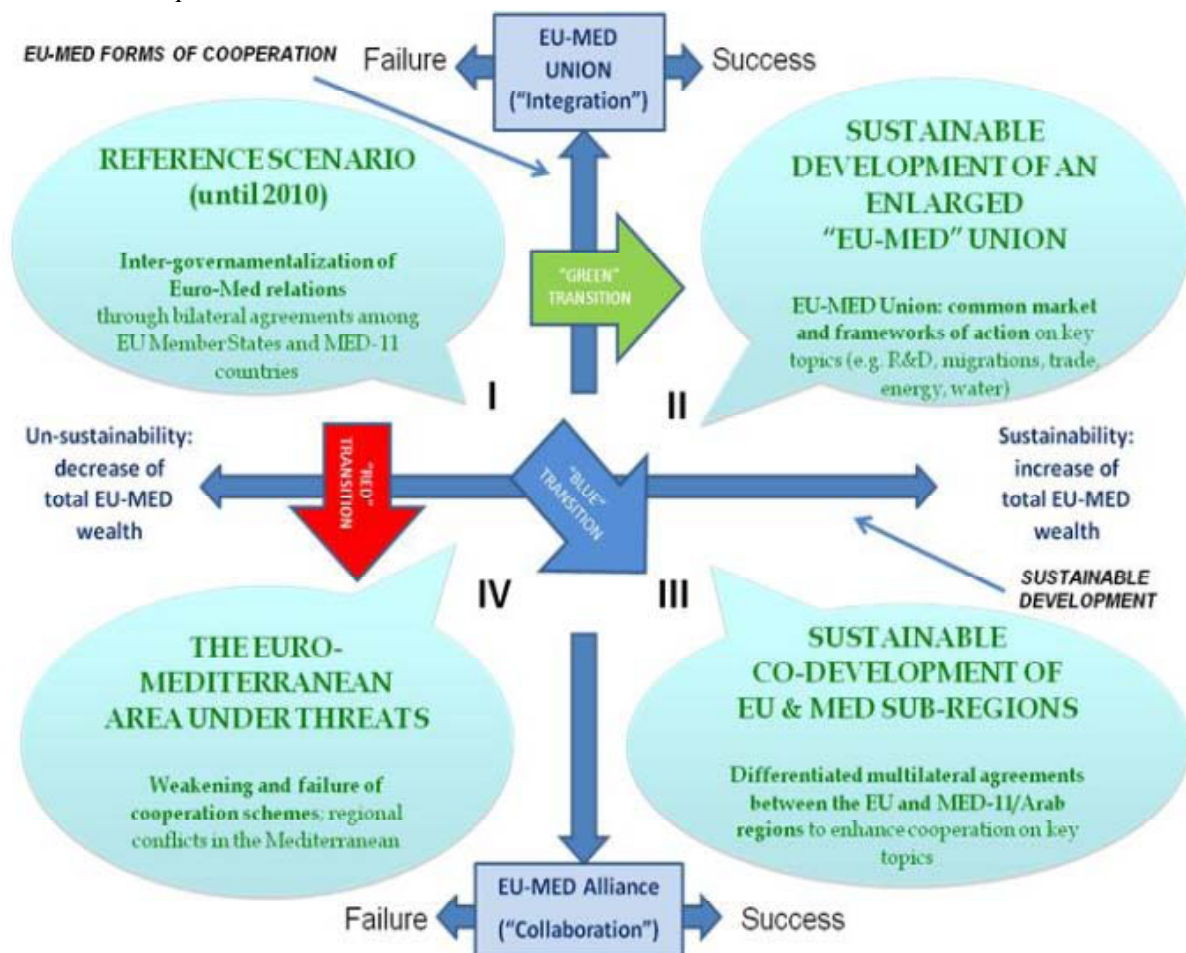 EU-MED FORMS OF COOPERATION
Failure
EU-MED
UNION
("Integration")
Success
REFERENCE SCENARIO
(until 2010)
Inter-governamentalization of
Euro-Med relations
through bilateral agreements among
EU Member States and MED-11
countries
SUSTAINABLE
DEVELOPMENT OF AN
ENLARGED
"EU-MED" UNION
EU-MED Union: common market
and frameworks of action on key
topics (e.g. R&D, migrations, trade,
energy, water)
"GREEN"
TRANSITION
I
II
Un-sustainability:
decrease of
total EU-MED
wealth
"RED"
TRANSITION
"BLUE"
TRANSITION
Sustainability:
increase of
total EU-MED
wealth
SUSTAINABLE
DEVELOPMENT
IV
III
THE EURO-
MEDITERRANEAN
AREA UNDER THREATS
Weakening and failure of
cooperation schemes; regional
conflicts in the Mediterranean
SUSTAINABLE
CO-DEVELOPMENT OF
EU & MED SUB-REGIONS
Differentiated multilateral agreements
between the EU and MED-11/Arab
regions to enhance cooperation on key
topics
Failure
EU-MED Alliance
("Collaboration")
Success